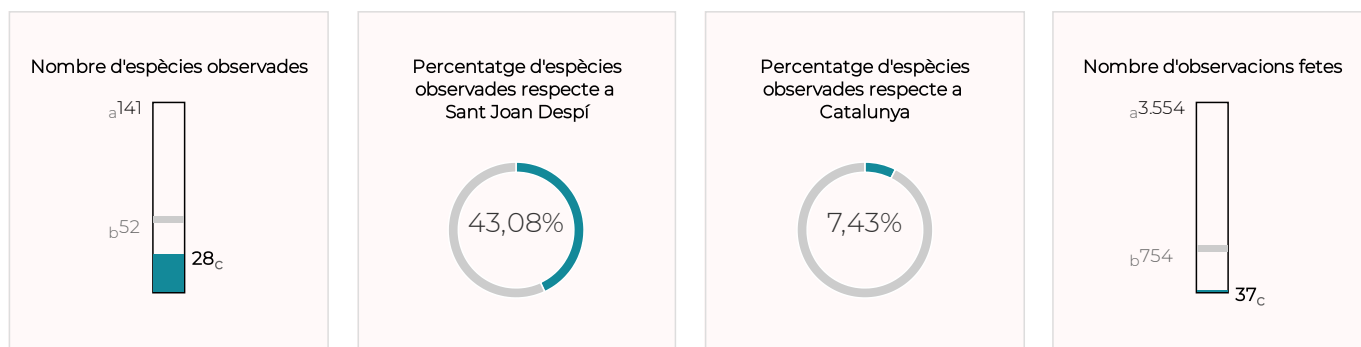 Nombre d'espècies observades
a141
b52
28c
Percentatge d'espècies
observades respecte a
Sant Joan Despí
43,08%
Percentatge d'espècies
observades respecte a
Catalunya
7,43%
Nombre d'observacions fetes
a3.554
b754
37c